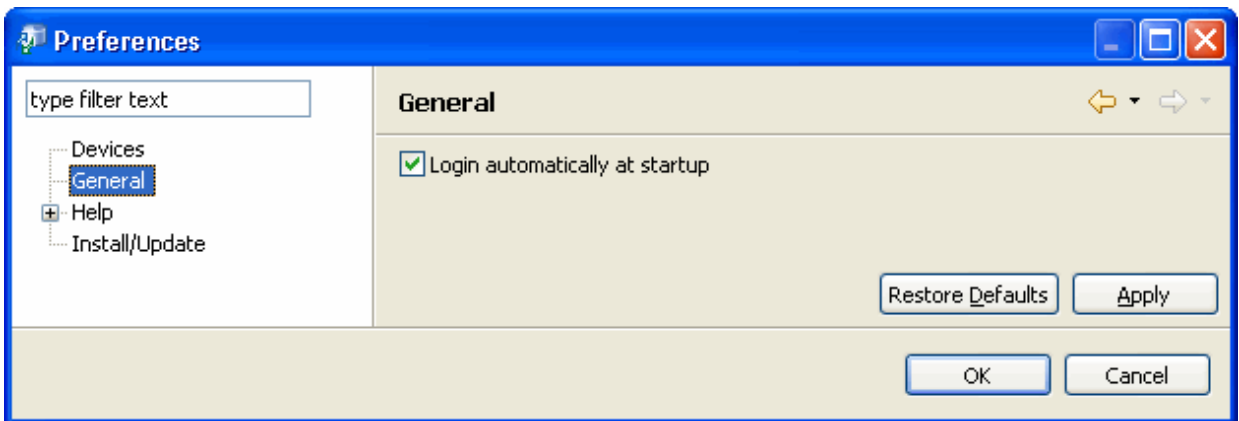 Preferences
type filter text
General
Devices
General
Help
Install/Update
Login automatically at startup
Restore Defaults
Apply
OK
Cancel